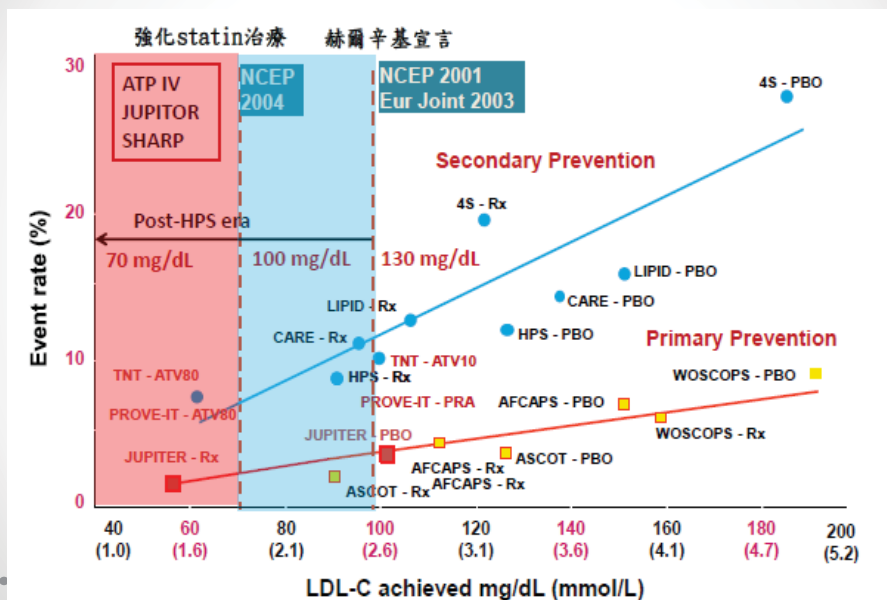 強化statin治療
赫爾辛基宣言
30
20
10
0
Event rate (%)
ATP IV
JUPITOR
SHARP
NCEP
2004
NCEP 2001
Eur Joint 2003
4S - PBO
Secondary Prevention
4S - Rx
Post-HPS era
70 mg/dL
100 mg/dL
130 mg/dL
LIPID - PBO
LIPID - Rx
CARE - PBO
CARE - Rx
HPS - PBO
Primary Prevention
TNT - ATV10
TNT - ATV80
HPS - Rx
WOSCOPS - PBO
PROVE-IT - PRA
AFCAPS - PBO
PROVE-IT - ATV80
JUPITER - PBO
WOSCOPS - Rx
JUPITER - Rx
AFCAPS - Rx
ASCOT - PBO
AFCAPS - Rx
ASCOT - Rx
40 60 80 100 120 140 160 180 200
(1.0) (1.6) (2.1) (2.6) (3.1) (3.6) (4.1) (4.7) (5.2)
LDL-C achieved mg/dL (mmol/L)